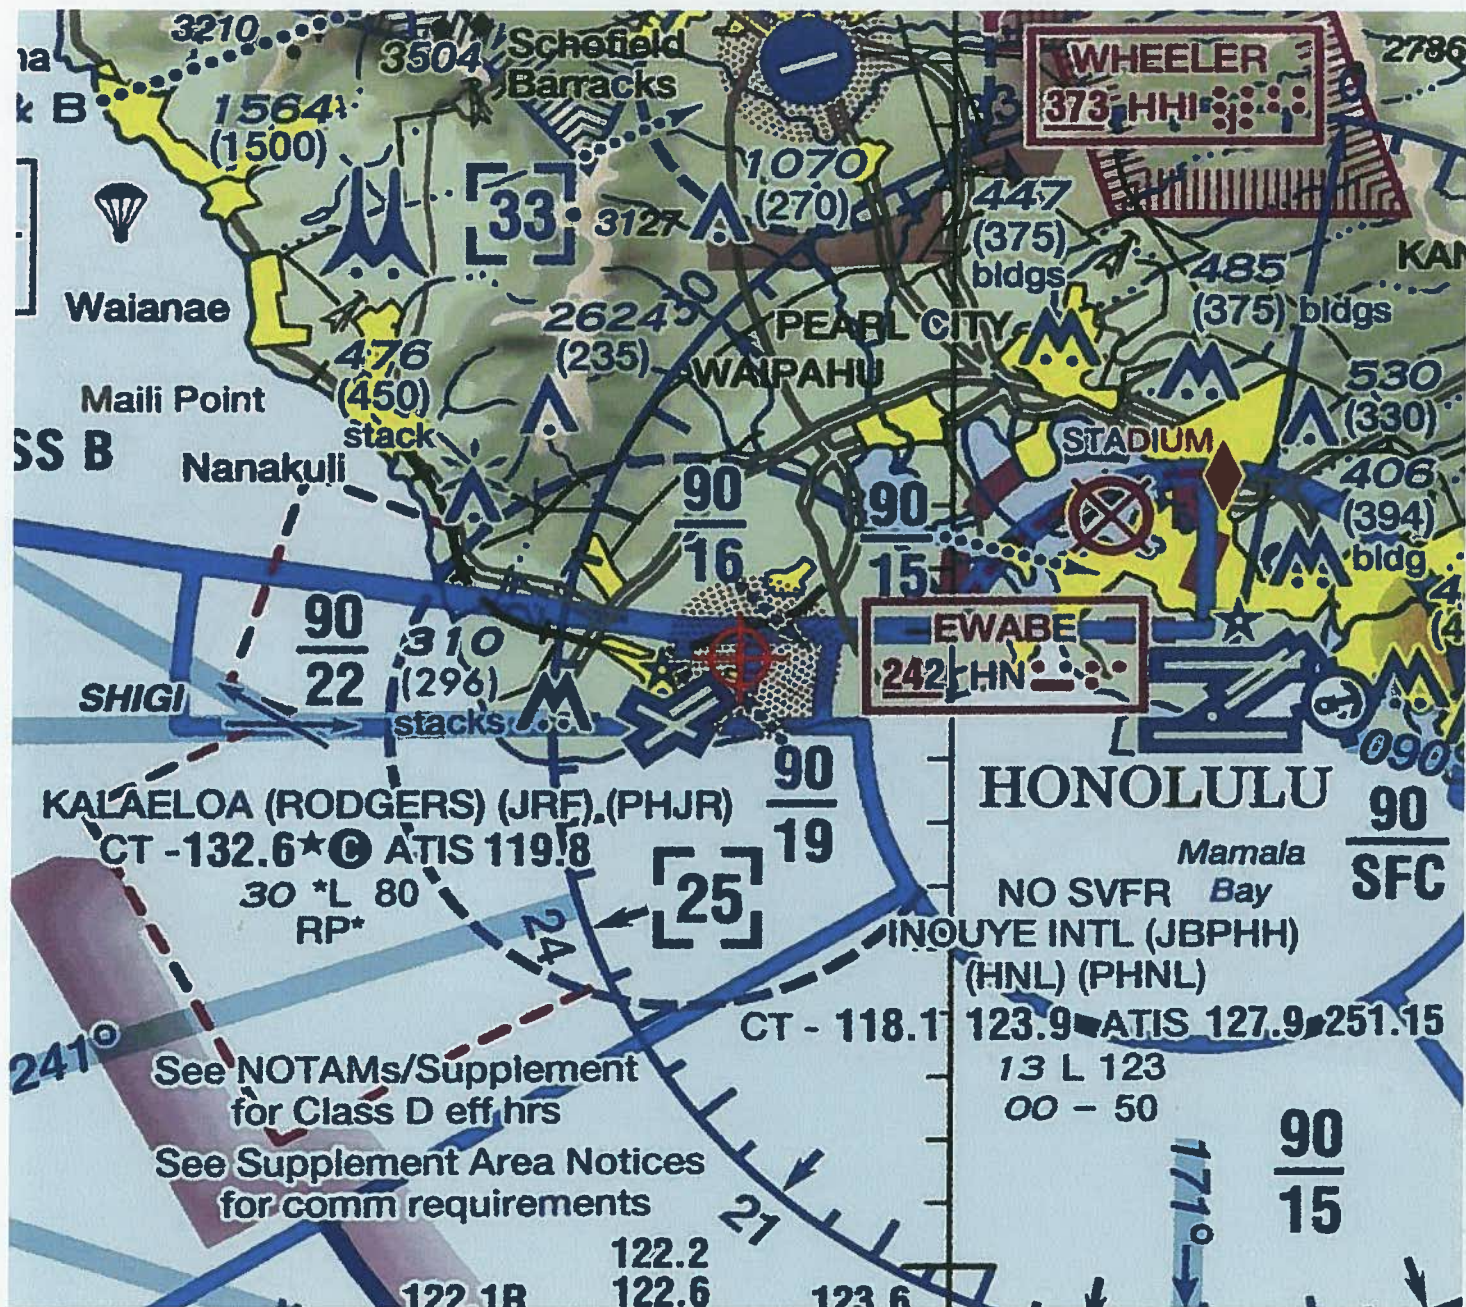 3210
3504
Schofield
Barracks
WHEELER
373 HHI
2786
& B
1564
(1500)
33
3127
1070
(270)
447
(375)
bldgs
485
(375) bldgs
Waianae
2624
(235)
30
PEARL CITY
WAIPAHU
Maili Point
476
(450)
stack
530
(330)
STADIUM
SS B
Nanakuli
90
16
90
15
406
(394)
bldg
90
22
310
(296)
stacks
EWABE
242 HN
SHIGI
KALAELOA (RODGERS) (JRF) (PHJR)
CT -132.6★C ATIS 119.8
30 *L 80
RP*
90
19
HONOLULU
0909
90
SFC
Mamala
Bay
25
24
NO SVFR
INOUYE INTL (JBPHH)
(HNL) (PHNL)
CT - 118.1 123.9 ATIS 127.9 251.15
13 L 123
00 - 50
241°
See NOTAMs/Supplement
for Class D eff hrs
See Supplement Area Notices
for comm requirements
21
171°
90
15
122.2
122.6
122.1R
123.6